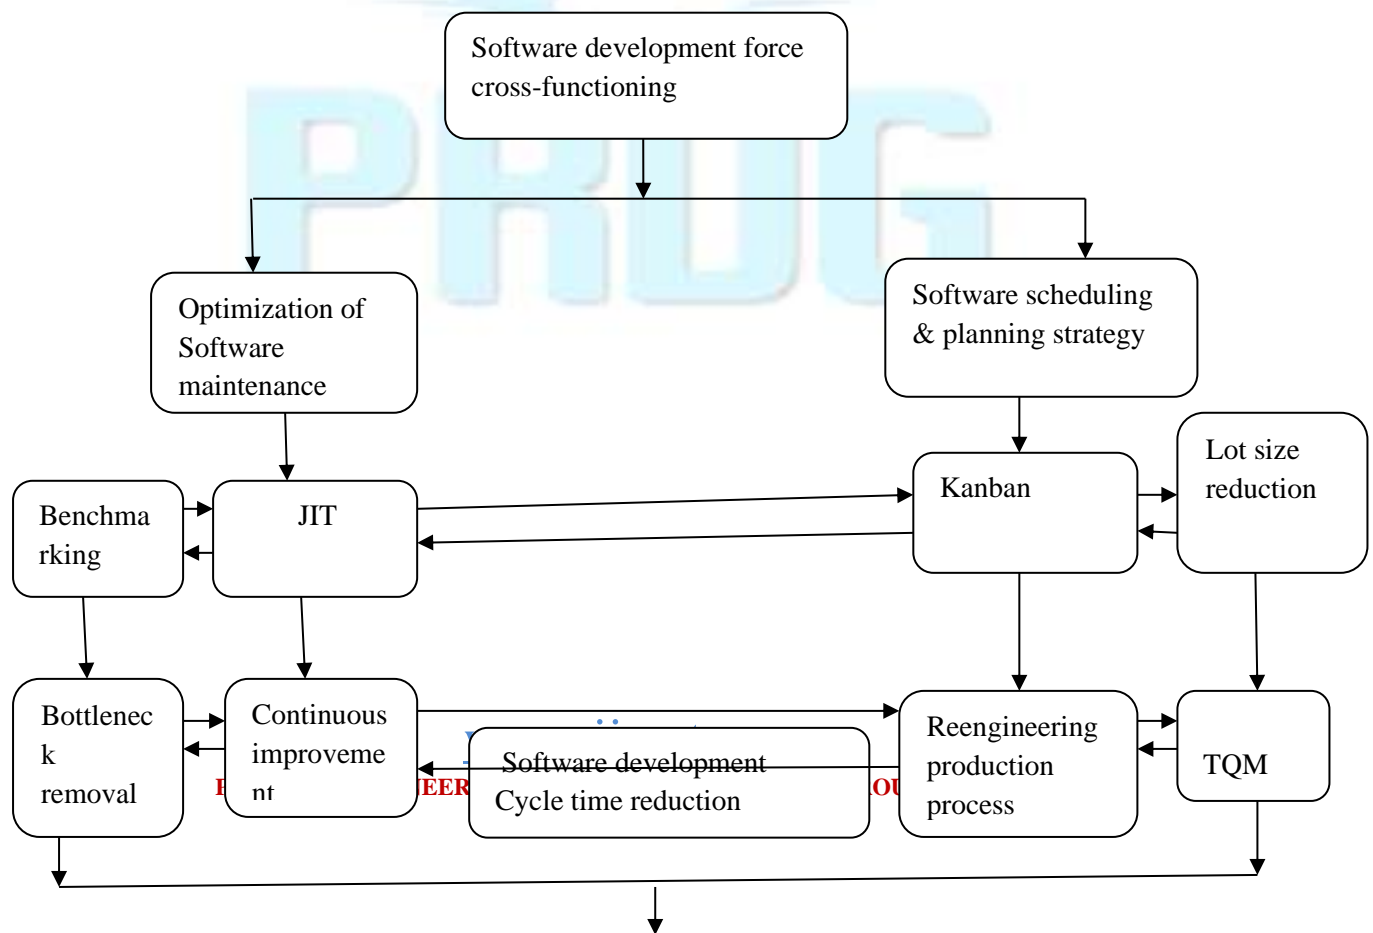 Software development force
cross-functioning
PRDG
Optimization of
Software
maintenance
Software scheduling
& planning strategy
Lot size
reduction
Benchma
rking
JIT
Kanban
Bottlenec
k
removal
Continuous
improveme
nt
Software development
Cycle time reduction
Reengineering
production
process
TQM